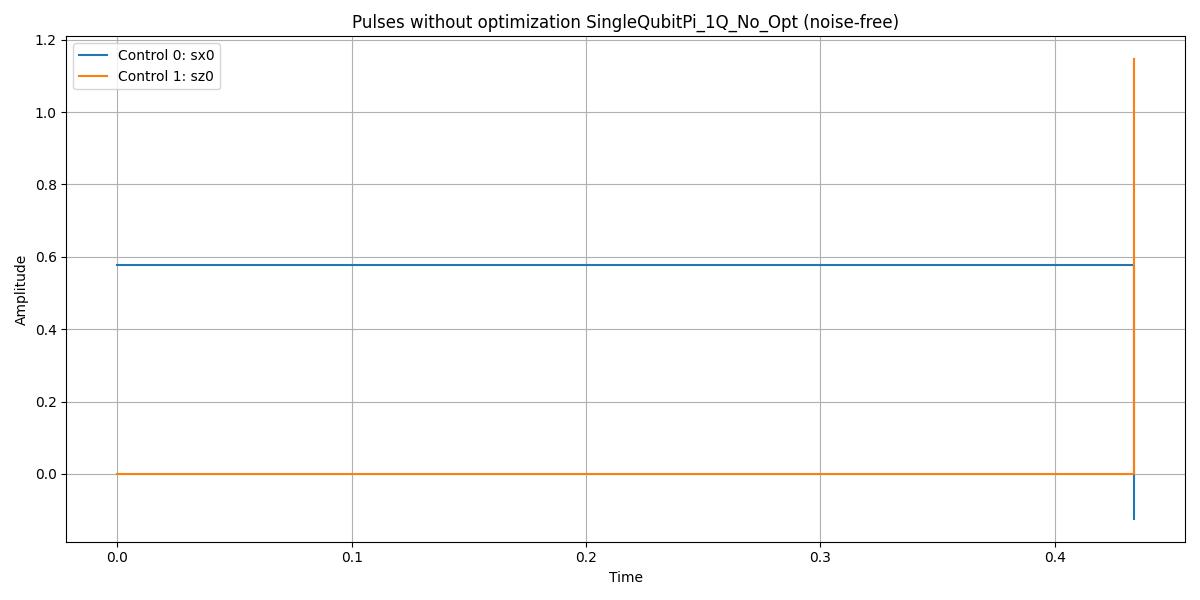 Pulses without optimization SingleQubitPi_1Q_No_Opt (noise-free)
Control 0: sx0
Control 1: sz0
1.2
1.0
0.8
0.6
0.4
0.2
0.0
Amplitude
0.0 0.1 0.2 0.3 0.4
Time